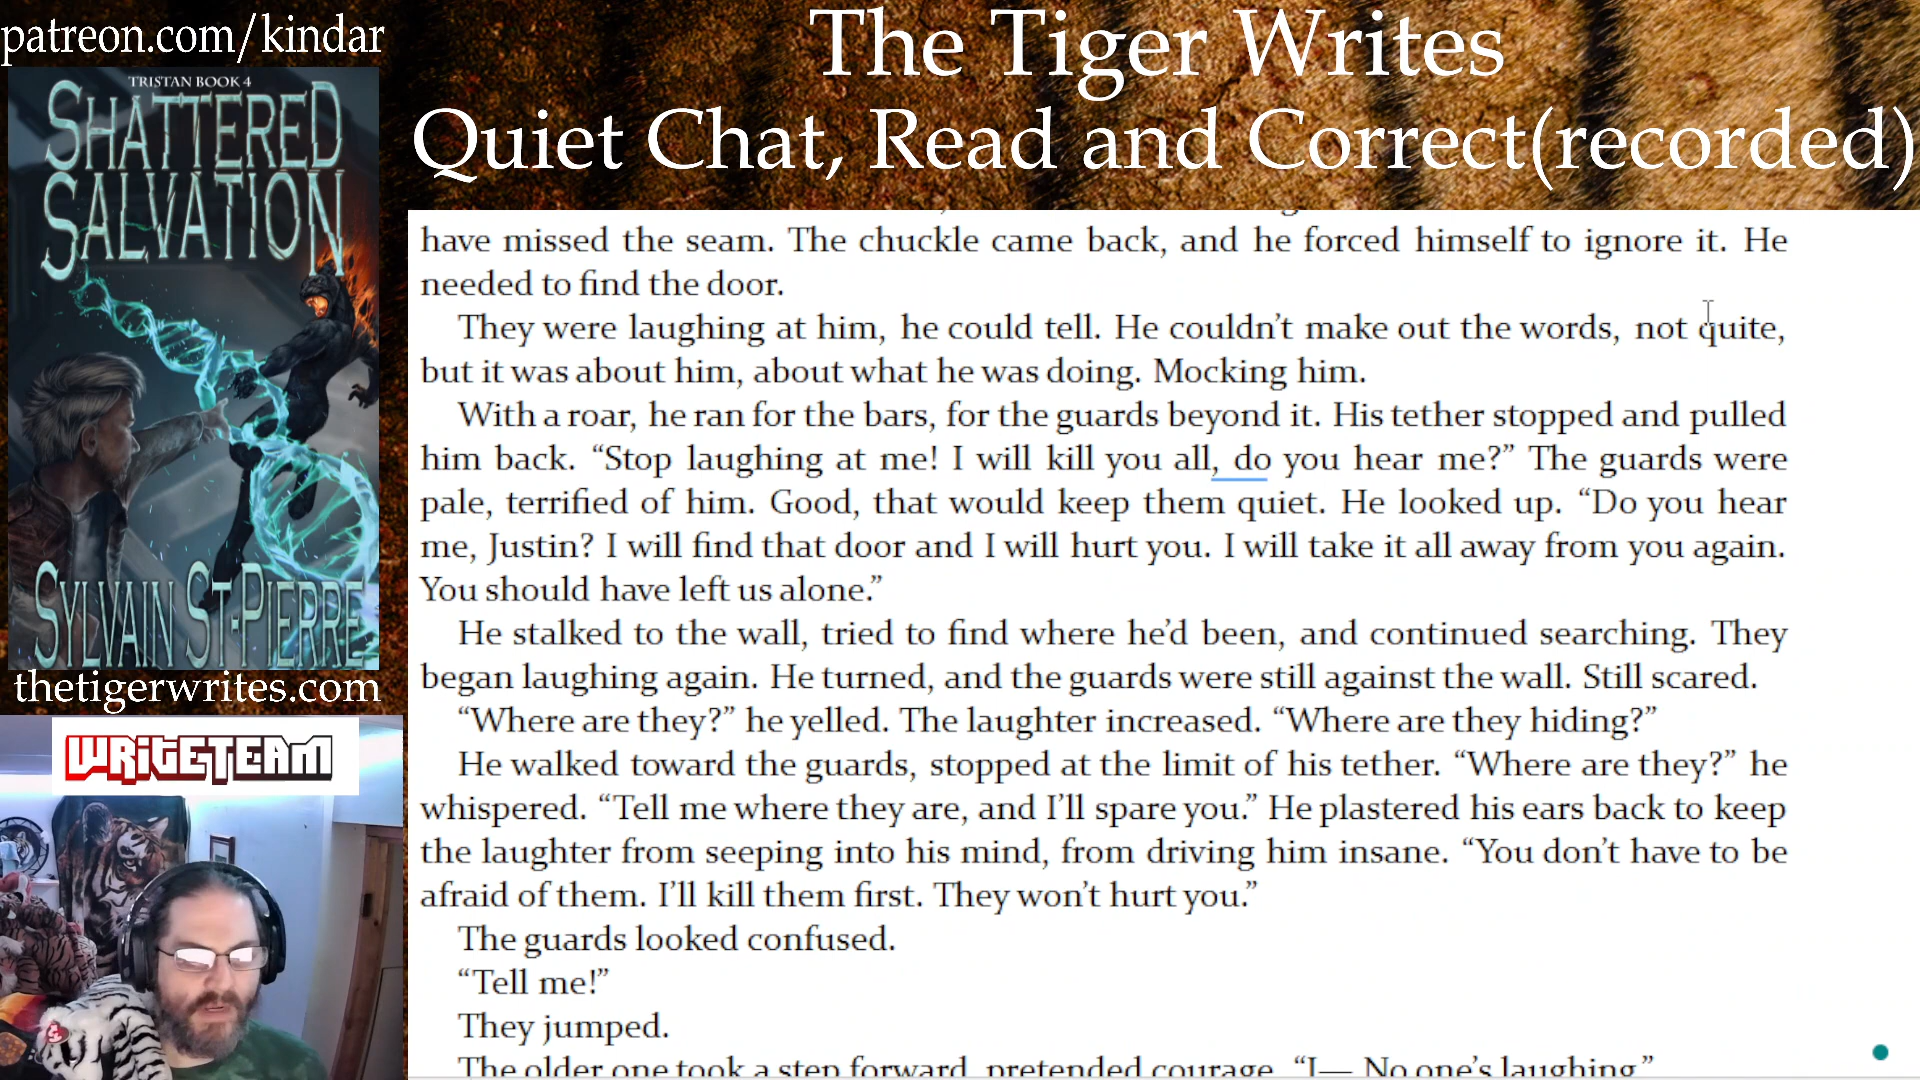 patreon.com/kindar
TRISTAN BOOK 4
SHATTERED
SALVATION
SYLVAIN ST-PIERRE
thetigerwrites.com
WRITETEAM
The Tiger Writes
Quiet Chat, Read and Correct(recorded)
have missed the seam. The chuckle came back, and he forced himself to ignore it. He
needed to find the door.
They were laughing at him, he could tell. He couldn’t make out the words, not quite,
but it was about him, about what he was doing. Mocking him.
With a roar, he ran for the bars, for the guards beyond it. His tether stopped and pulled
him back. “Stop laughing at me! I will kill you all, do you hear me?” The guards were
pale, terrified of him. Good, that would keep them quiet. He looked up. “Do you hear
me, Justin? I will find that door and I will hurt you. I will take it all away from you again.
You should have left us alone.”
He stalked to the wall, tried to find where he’d been, and continued searching. They
began laughing again. He turned, and the guards were still against the wall. Still scared.
“Where are they?” he yelled. The laughter increased. “Where are they hiding?”
He walked toward the guards, stopped at the limit of his tether. “Where are they?” he
whispered. “Tell me where they are, and I’ll spare you.” He plastered his ears back to keep
the laughter from seeping into his mind, from driving him insane. “You don’t have to be
afraid of them. I’ll kill them first. They won’t hurt you.”
The guards looked confused.
“Tell me!”
They jumped.
The older one took a step forward, pretended courage. “I— No one’s laughing.”